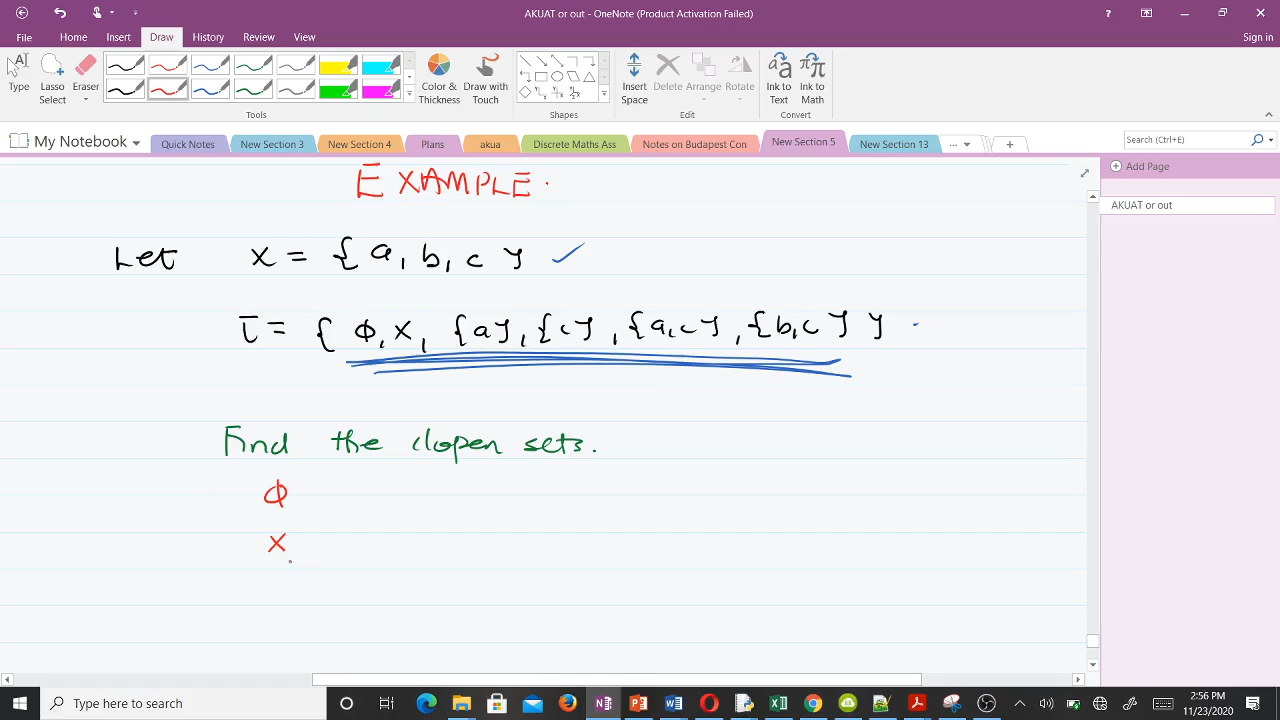 AKUAT or out - OneNote (Product Activation Failed)
File Home Insert Draw History Review View Sign in
Type Lasso Select Eraser Color & Thickness Draw with Touch Insert Space Delete Arrange Rotate Ink to Text Ink to Math
Tools Shapes Edit Convert
My Notebook Quick Notes New Section 3 New Section 4 Plans akua Discrete Maths Ass Notes on Budapest Con New Section 5 New Section 13 ... + Search (Ctrl+E)
Add Page
AKUAT or out
EXAMPLE.
Let X = { a, b, c }
τ = { ϕ, X, {a}, {c}, {a,c}, {b,c} }
Find the clopen sets.
ϕ
X
Type here to search
2:56 PM
11/23/2020